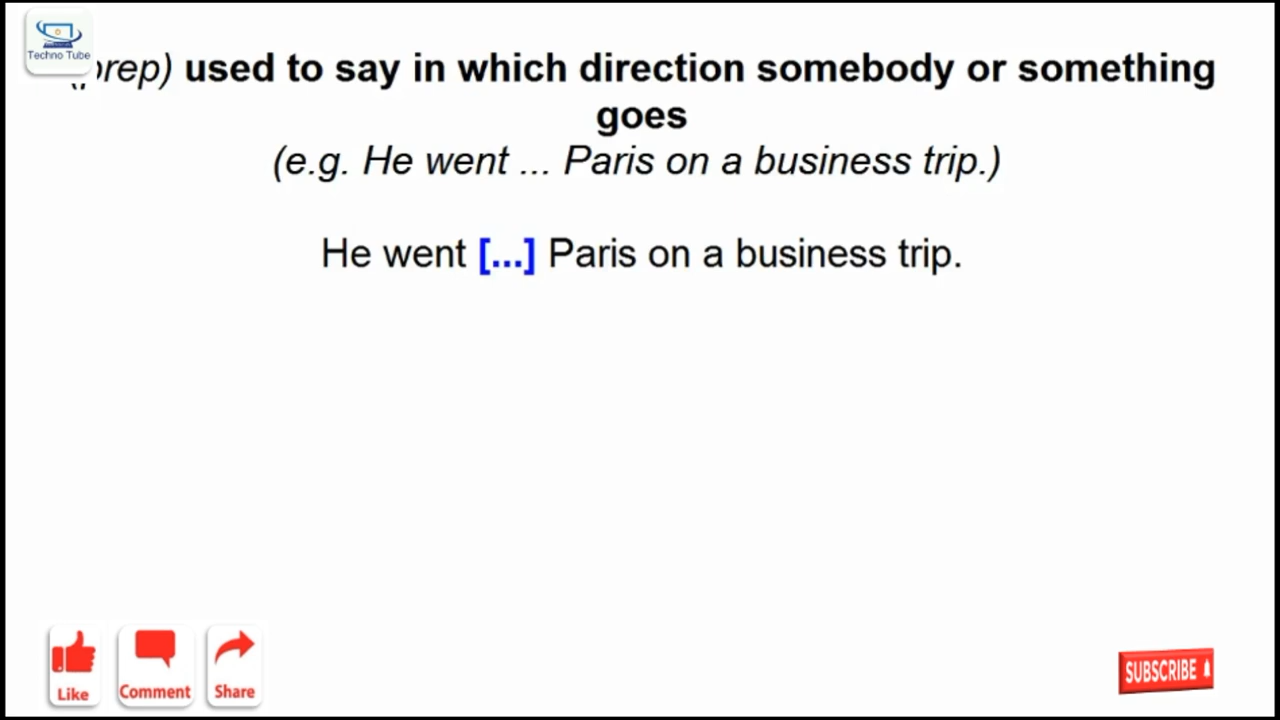 Techno Tube
(prep) used to say in which direction somebody or something
goes
(e.g. He went ... Paris on a business trip.)
He went [...] Paris on a business trip.
Like
Comment
Share
SUBSCRIBE